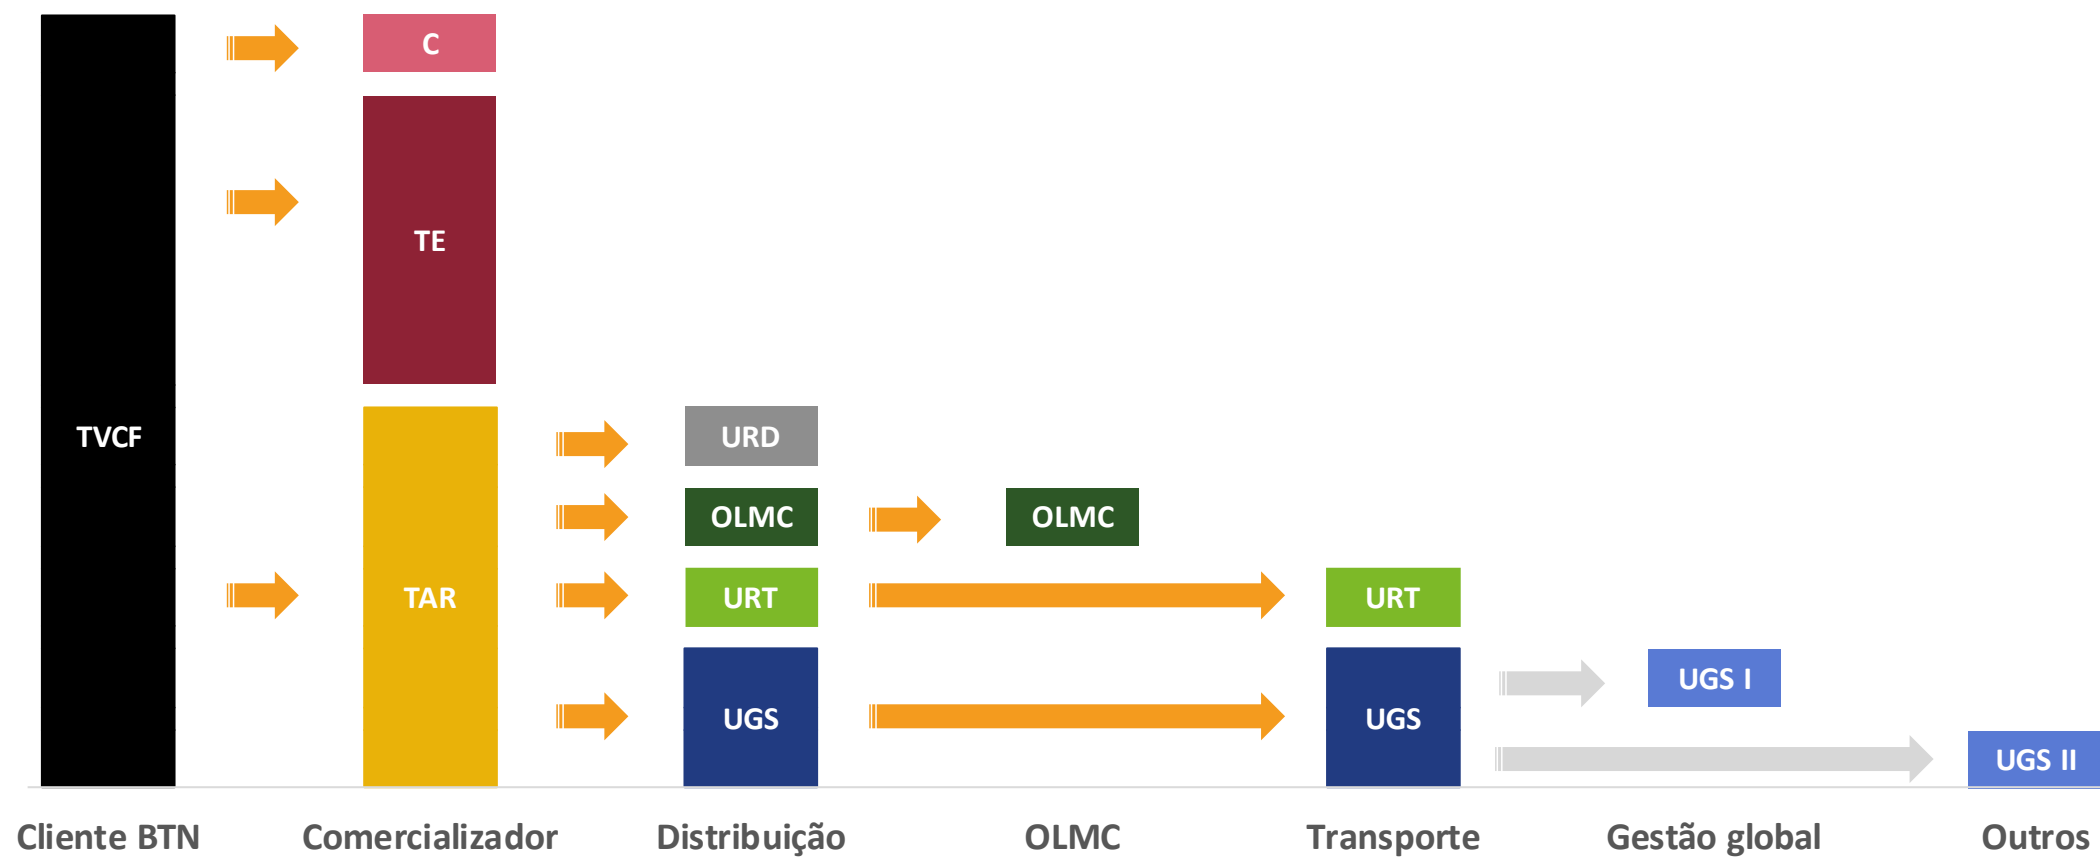 C
TE
TVCF
URD
OLMC
OLMC
TAR
URT
URT
UGS I
UGS
UGS
UGS II
Cliente BTN
Comercializador
Distribuição
OLMC
Transporte
Gestão global
Outros